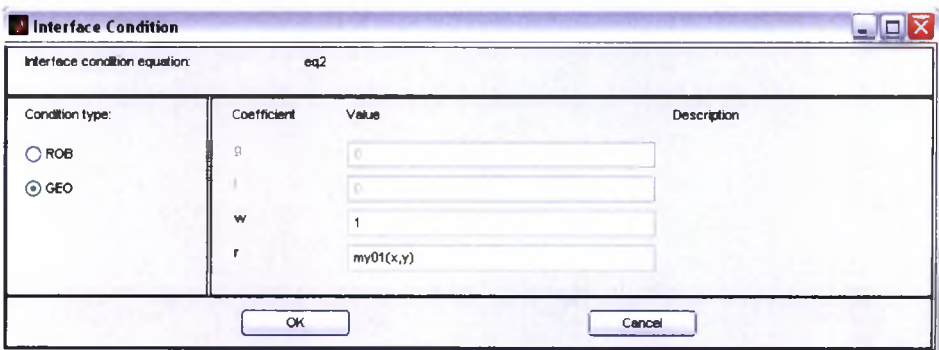 Interface Condition
Interface condition equation: eq2
Condition type: Coefficient Value Description
ROB g 0
GEO l 0
w 1
r my01(x,y)
OK Cancel